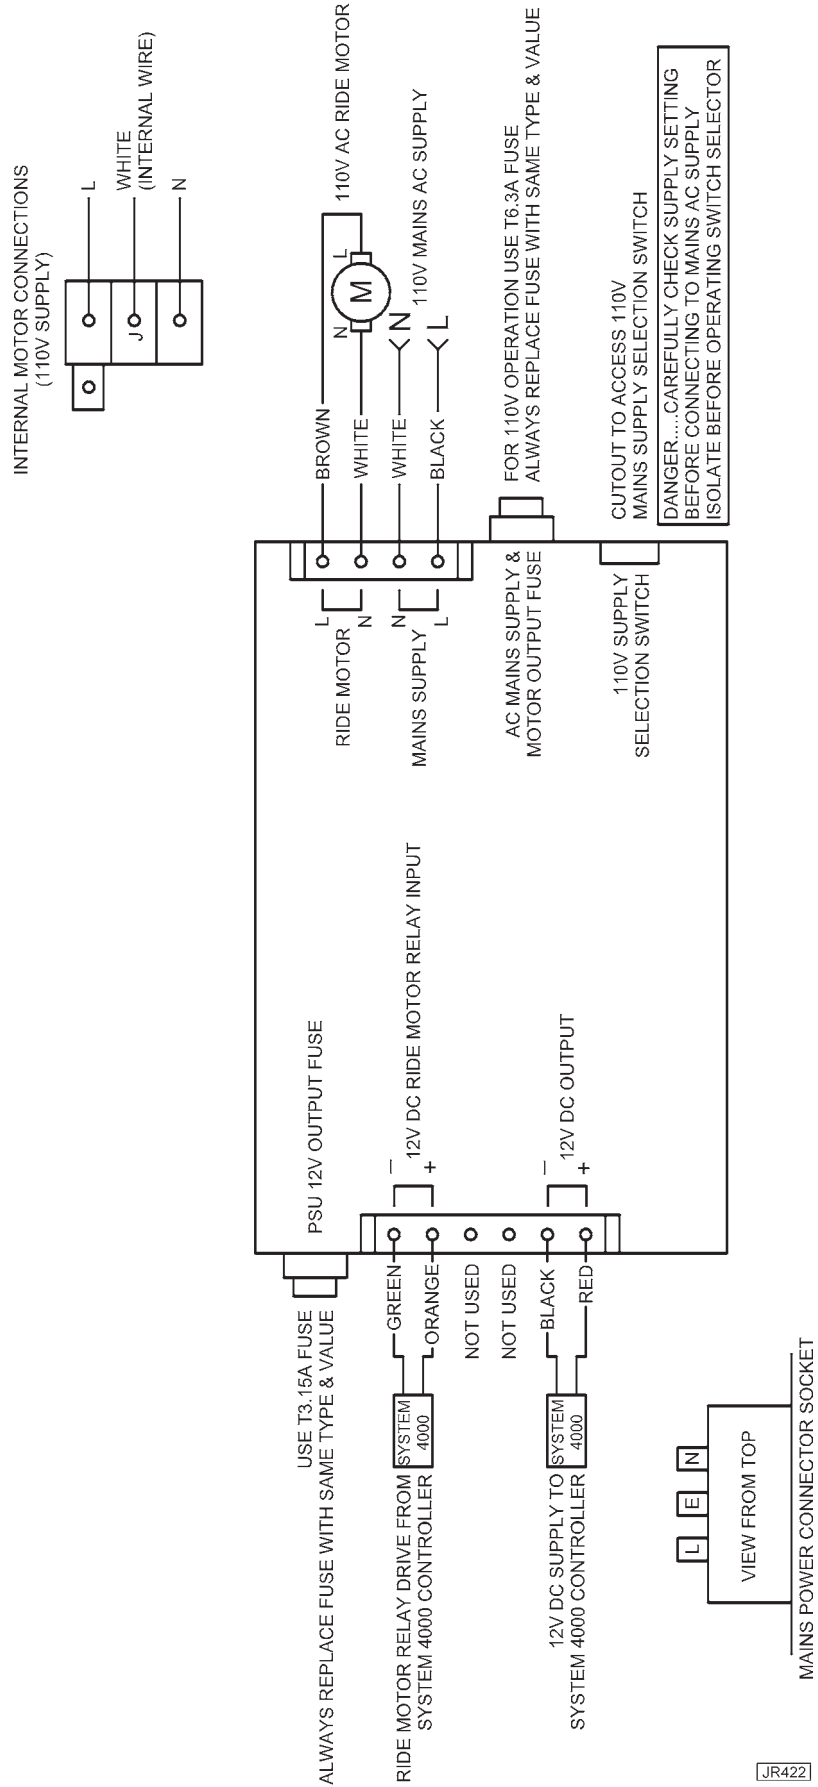 INTERNAL MOTOR CONNECTIONS
(110V SUPPLY)
L
WHITE
(INTERNAL WIRE)
N
J
USE T3.15A FUSE
ALWAYS REPLACE FUSE WITH SAME TYPE & VALUE
PSU 12V OUTPUT FUSE
RIDE MOTOR RELAY DRIVE FROM
SYSTEM 4000 CONTROLLER
SYSTEM
4000
GREEN
ORANGE
NOT USED
NOT USED
BLACK
RED
12V DC SUPPLY TO
SYSTEM 4000 CONTROLLER
SYSTEM
4000
–
+
12V DC RIDE MOTOR RELAY INPUT
–
+
12V DC OUTPUT
L
N
RIDE MOTOR
N
L
MAINS SUPPLY
BROWN
WHITE
WHITE
BLACK
N
L
M
110V AC RIDE MOTOR
N
L
110V MAINS AC SUPPLY
AC MAINS SUPPLY &
MOTOR OUTPUT FUSE
FOR 110V OPERATION USE T6.3A FUSE
ALWAYS REPLACE FUSE WITH SAME TYPE & VALUE
110V SUPPLY
SELECTION SWITCH
CUTOUT TO ACCESS 110V
MAINS SUPPLY SELECTION SWITCH
DANGER.....CAREFULLY CHECK SUPPLY SETTING
BEFORE CONNECTING TO MAINS AC SUPPLY
ISOLATE BEFORE OPERATING SWITCH SELECTOR
L
E
N
VIEW FROM TOP
MAINS POWER CONNECTOR SOCKET
JR422